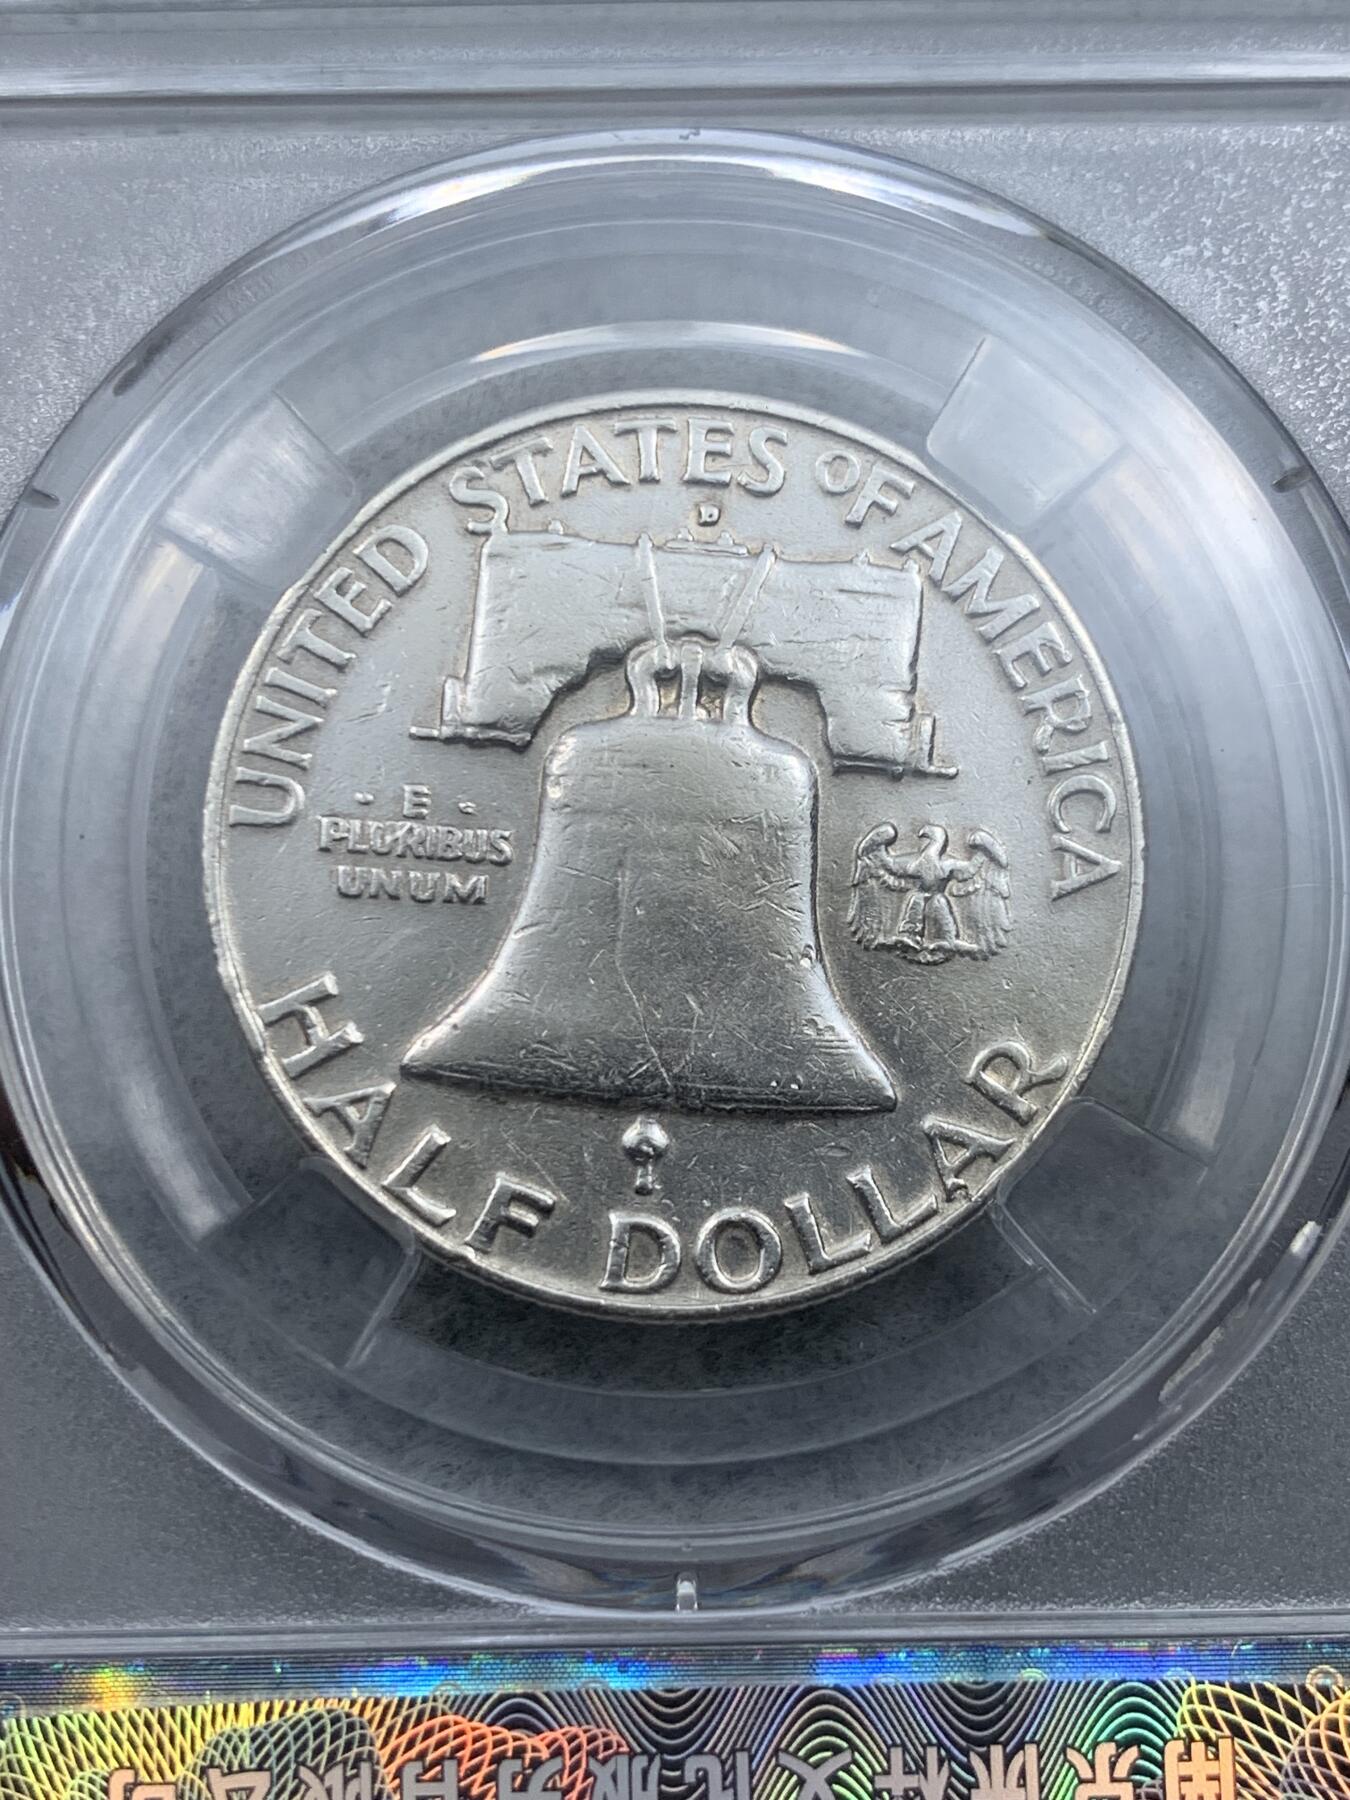 UNITED STATES OF AMERICA
D
· E ·
PLURIBUS
UNUM
HALF DOLLAR